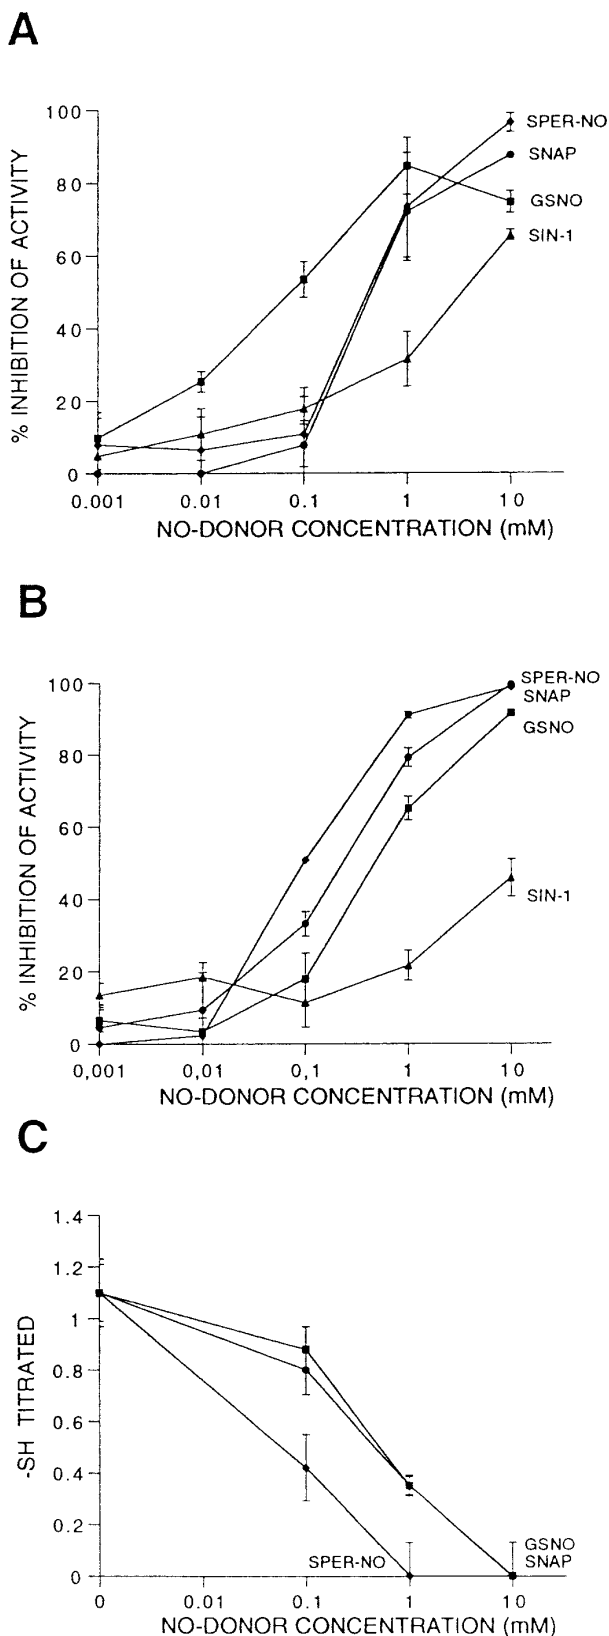 A
100
80
60
40
20
0
% INHIBITION OF ACTIVITY
SPER-NO
SNAP
GSNO
SIN-1
0.001 0.01 0.1 1 10
NO-DONOR CONCENTRATION (mM)
B
100
80
60
40
20
0
% INHIBITION OF ACTIVITY
SPER-NO
SNAP
GSNO
SIN-1
0,001 0,01 0,1 1 10
NO-DONOR CONCENTRATION (mM)
C
1.4
1.2
1
0.8
0.6
0.4
0.2
0
-SH TITRATED
SPER-NO
GSNO
SNAP
0 0.01 0.1 1 10
NO-DONOR CONCENTRATION (mM)